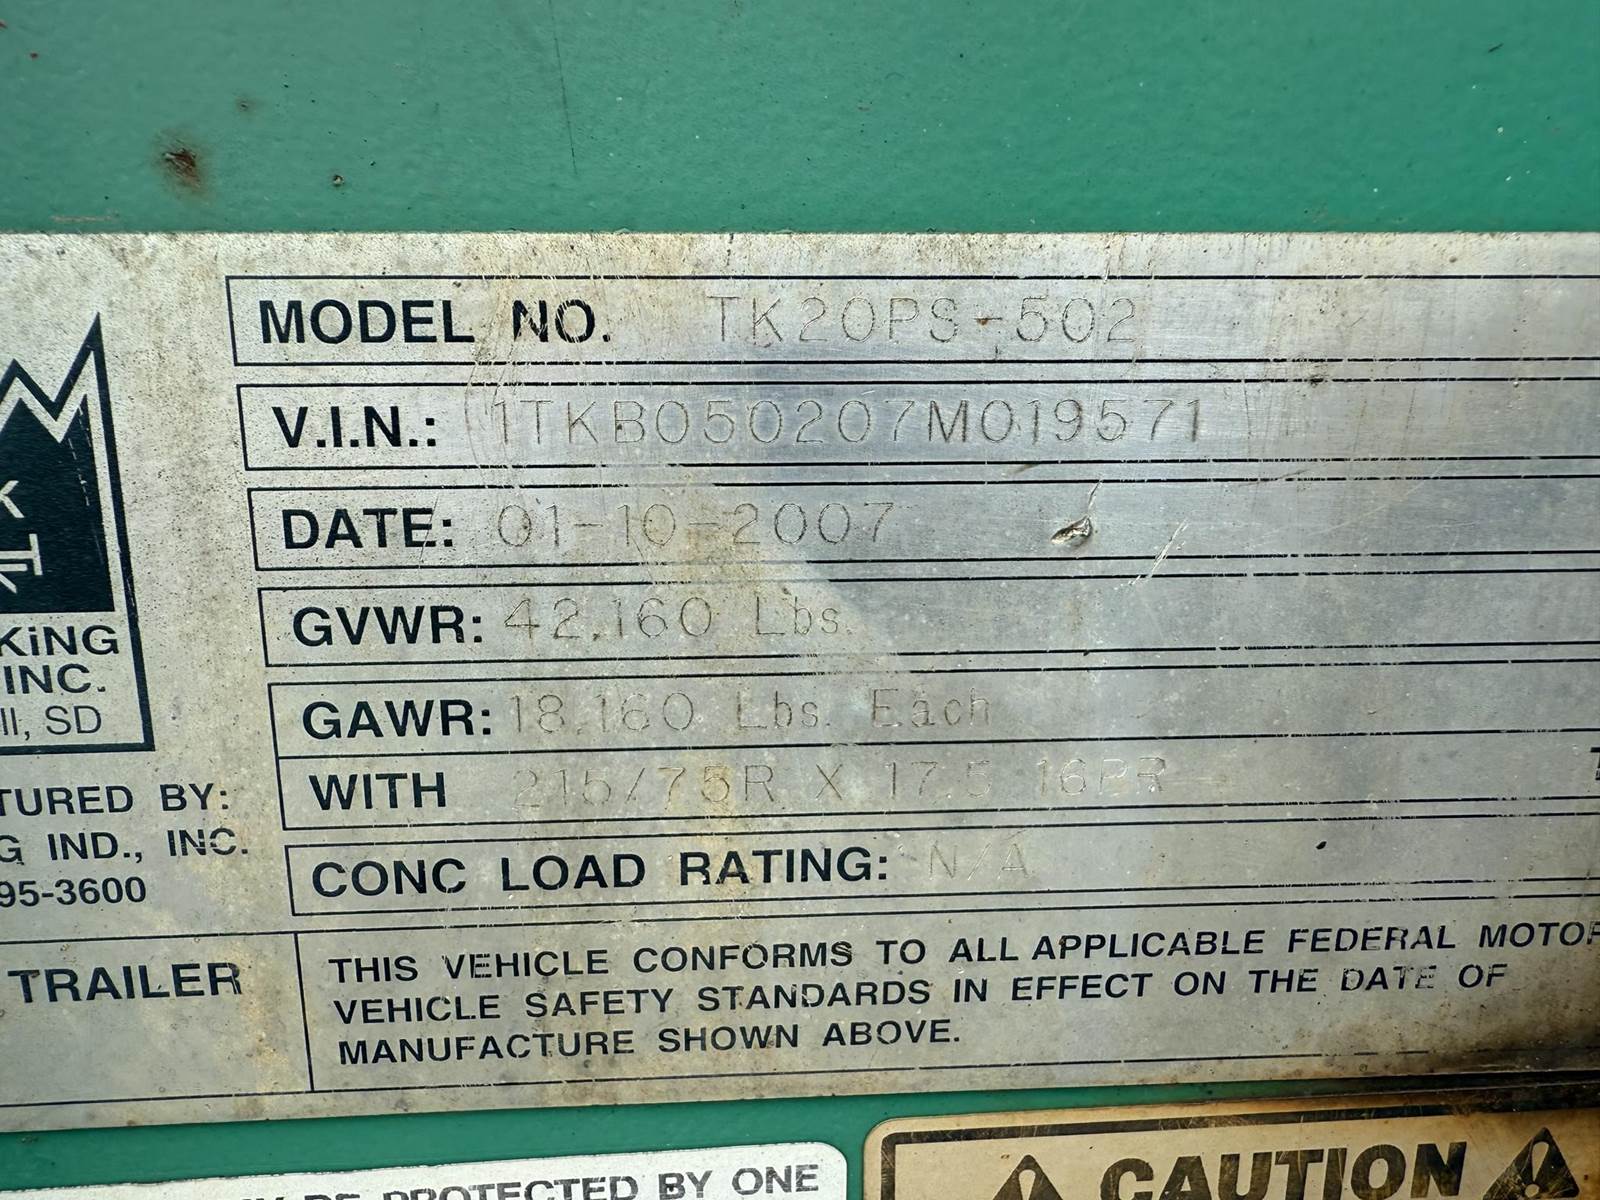 MODEL NO. TK20PS-502
V.I.N.: 1TKB050207M019571
DATE: 01-10-2007
GVWR: 42,160 Lbs.
GAWR: 18,160 Lbs. Each
WITH 215/75R X 17.5 16PR
CONC LOAD RATING: N/A
K
KiNG
INC.
ll, SD
TURED BY:
G IND., INC.
95-3600
TRAILER
THIS VEHICLE CONFORMS TO ALL APPLICABLE FEDERAL MOTOR
VEHICLE SAFETY STANDARDS IN EFFECT ON THE DATE OF
MANUFACTURE SHOWN ABOVE.
BE PROTECTED BY ONE
CAUTION